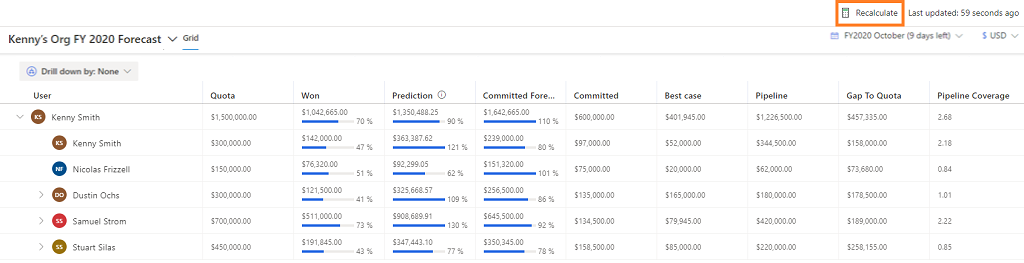 Recalculate Last updated: 59 seconds ago
Kenny's Org FY 2020 Forecast Grid FY2020 October (9 days left) $ USD
Drill down by: None
User Quota Won Prediction Committed Fore... Committed Best case Pipeline Gap To Quota Pipeline Coverage
KS Kenny Smith $1,500,000.00 $1,042,665.00 70 % $1,350,488.25 90 % $1,642,665.00 110 % $600,000.00 $401,945.00 $1,226,500.00 $457,335.00 2.68
KS Kenny Smith $300,000.00 $142,000.00 47 % $363,387.62 121 % $239,000.00 80 % $97,000.00 $52,000.00 $344,500.00 $158,000.00 2.18
NF Nicolas Frizzell $150,000.00 $76,320.00 51 % $92,299.05 62 % $151,320.00 101 % $75,000.00 $20,000.00 $62,000.00 $73,680.00 0.84
DO Dustin Ochs $300,000.00 $121,500.00 41 % $325,668.57 109 % $256,500.00 86 % $135,000.00 $165,000.00 $180,000.00 $178,500.00 1.01
SS Samuel Strom $700,000.00 $511,000.00 73 % $908,689.91 130 % $645,500.00 92 % $134,500.00 $79,945.00 $420,000.00 $189,000.00 2.22
SS Stuart Silas $450,000.00 $191,845.00 43 % $347,443.10 77 % $350,345.00 78 % $158,500.00 $85,000.00 $220,000.00 $258,155.00 0.85